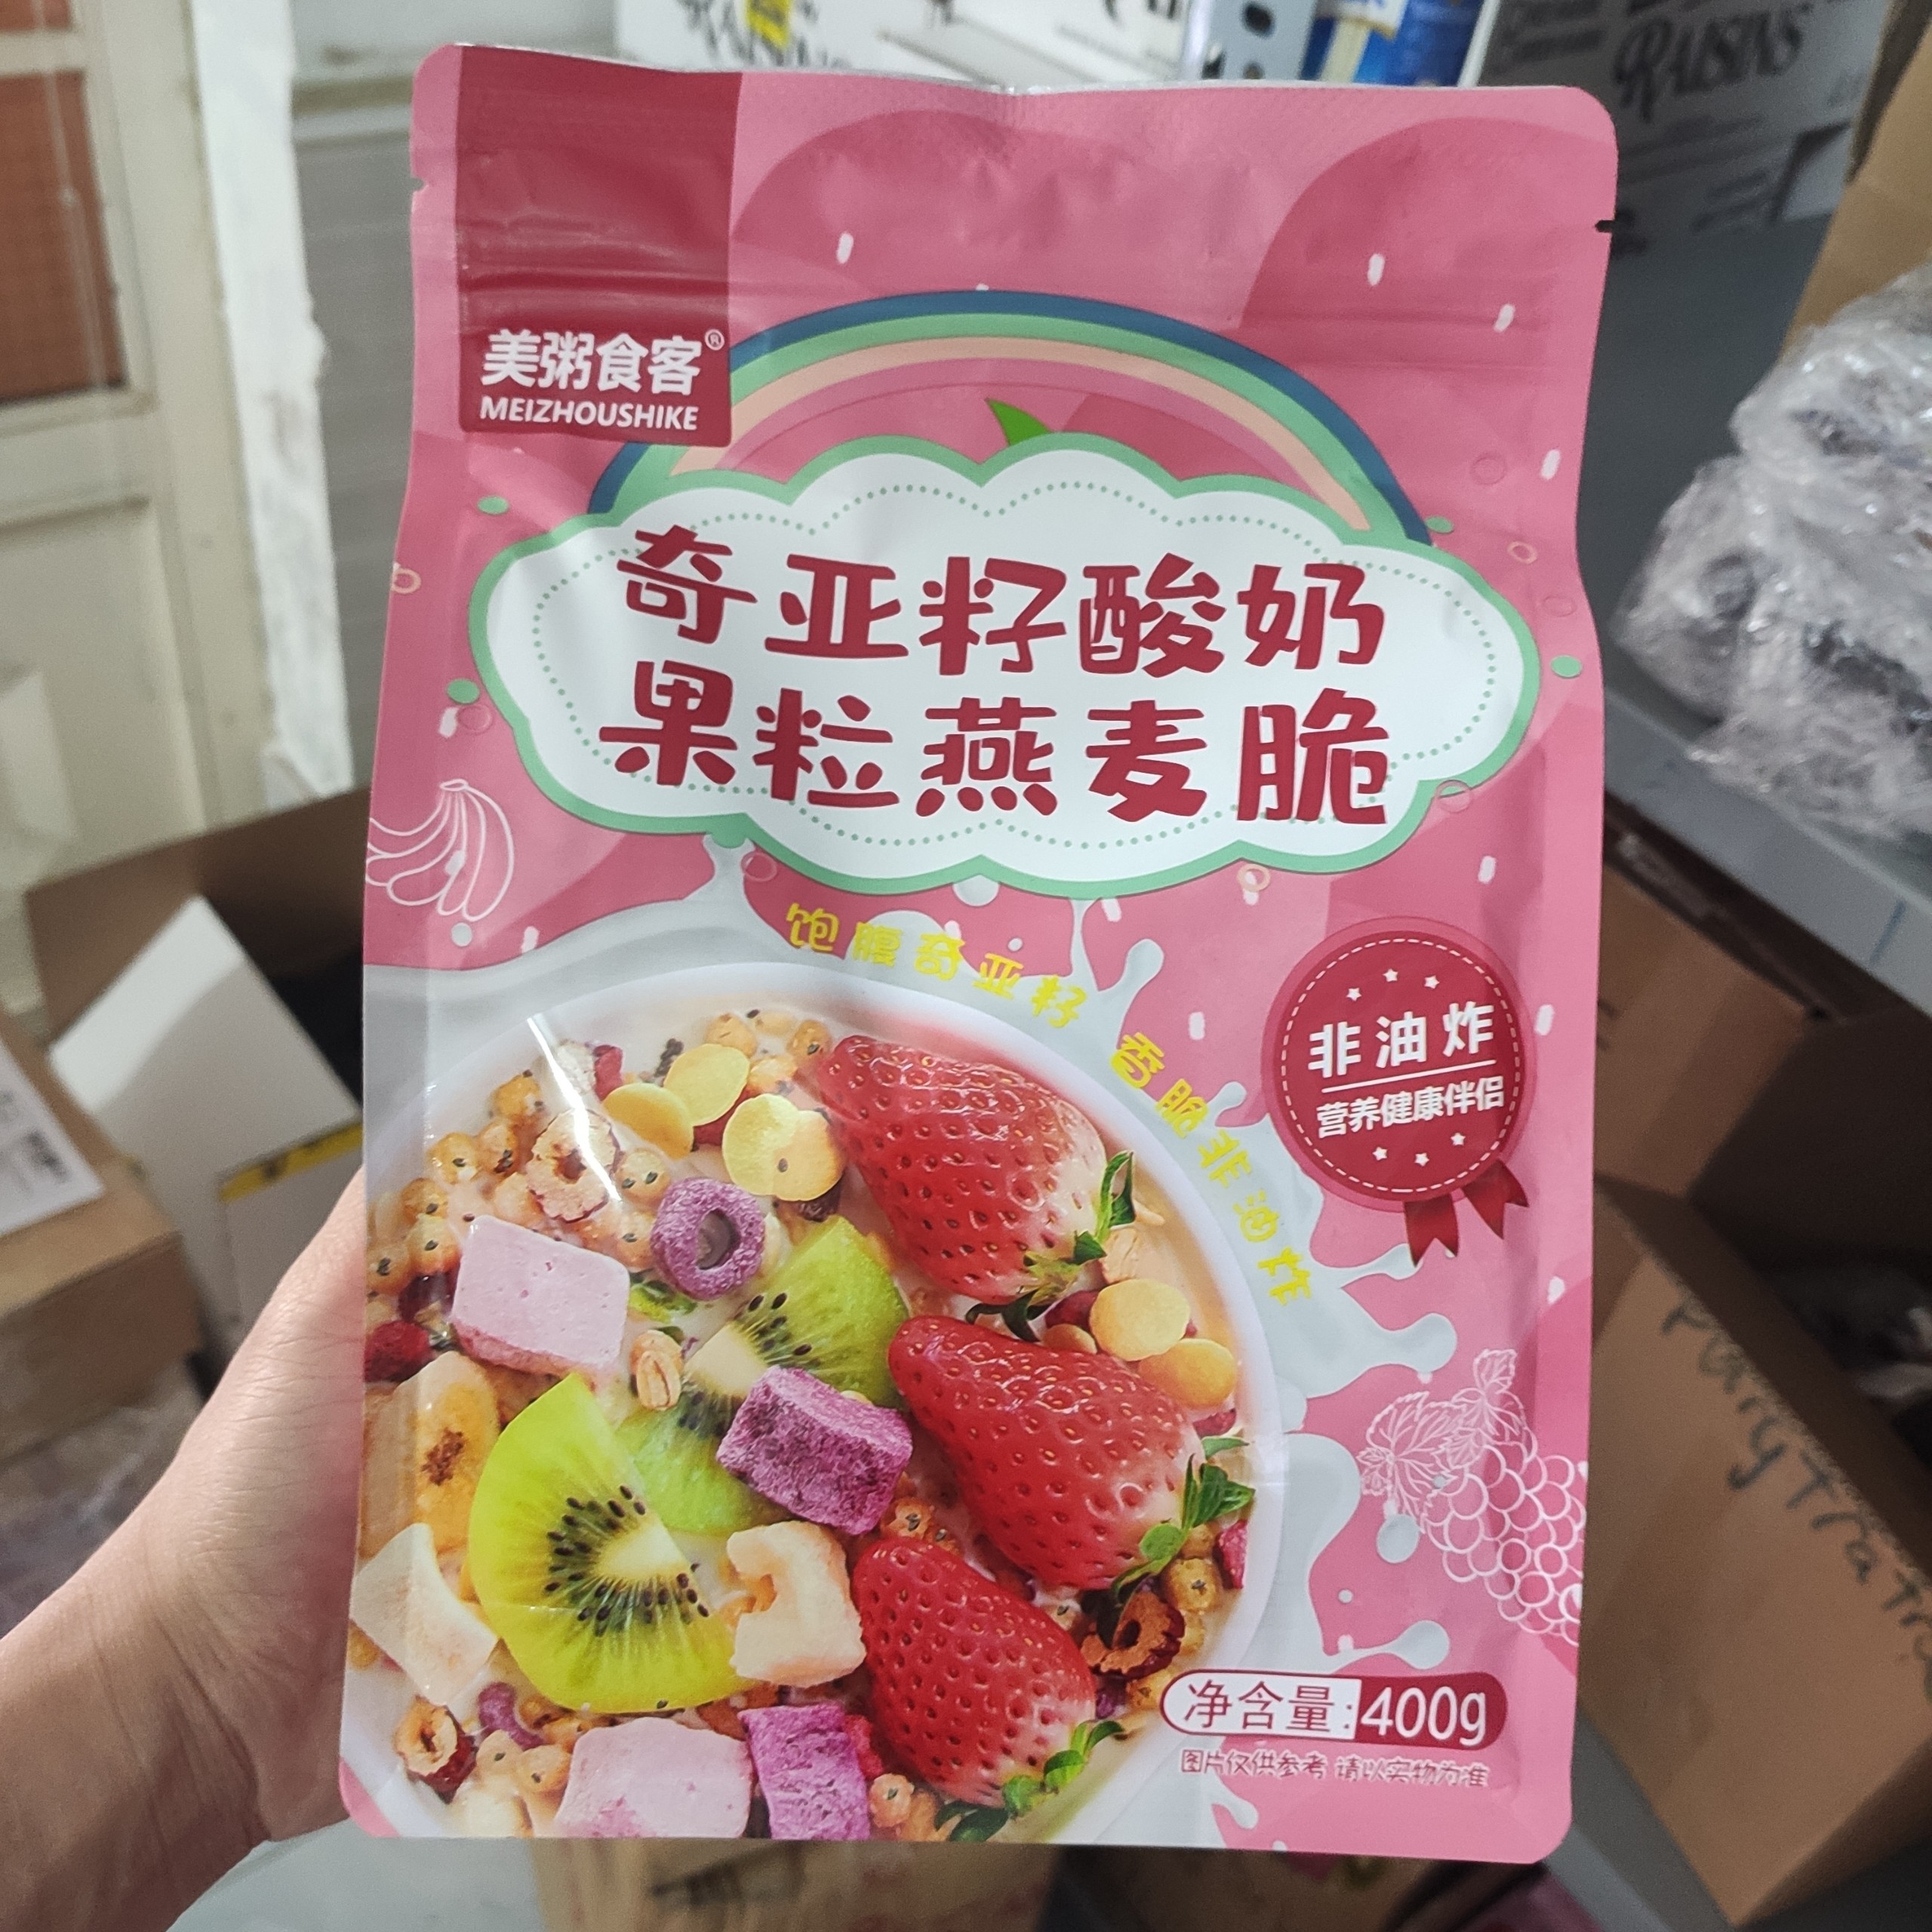 RAISINS
RAISINS
美粥食客®
MEIZHOUSHIKE
奇亚籽酸奶
果粒燕麦脆
饱腹奇亚籽 香脆非油炸
非油炸
营养健康伴侣
净含量:400g
图片仅供参考 请以实物为准